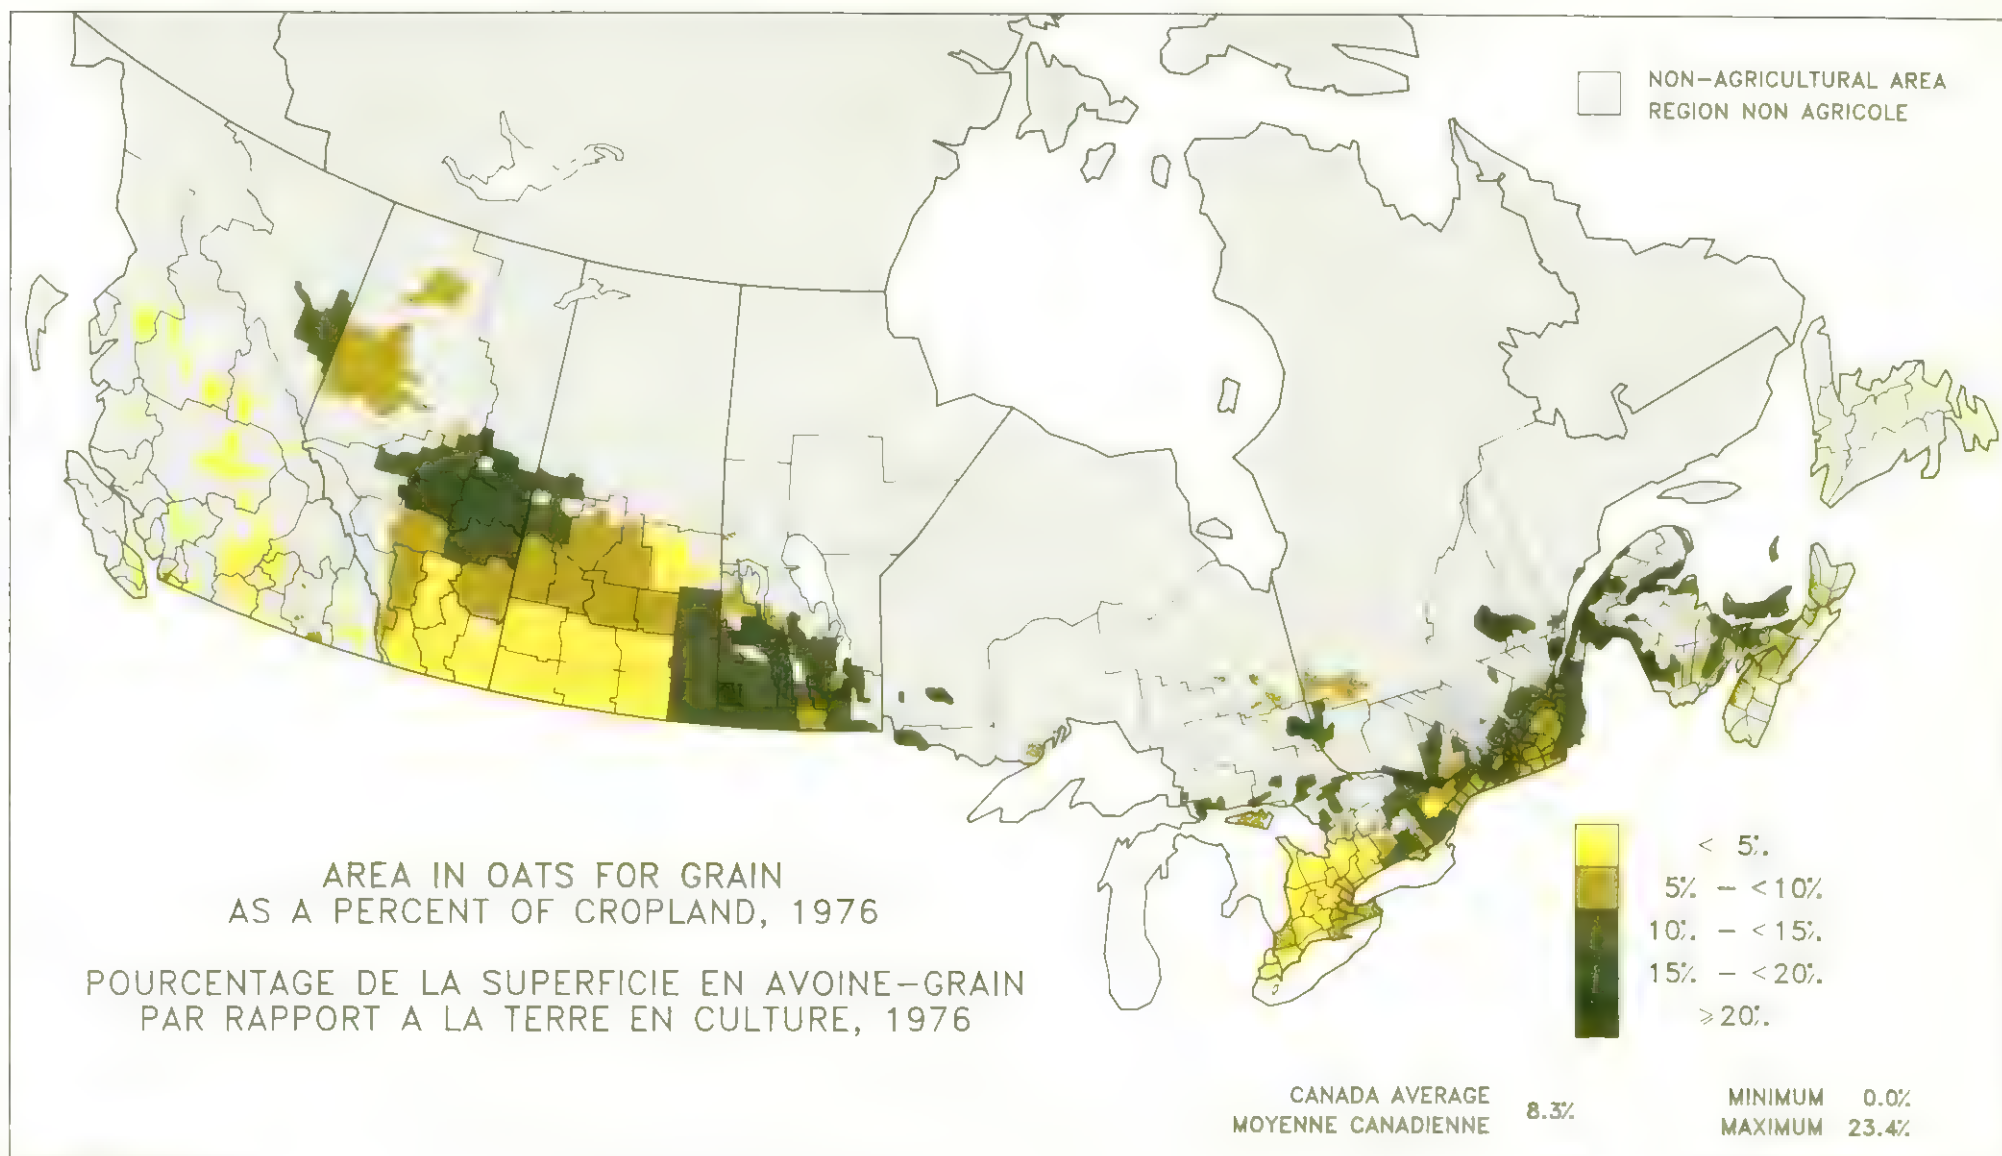 NON-AGRICULTURAL AREA
REGION NON AGRICOLE
AREA IN OATS FOR GRAIN
AS A PERCENT OF CROPLAND, 1976
POURCENTAGE DE LA SUPERFICIE EN AVOINE-GRAIN
PAR RAPPORT A LA TERRE EN CULTURE, 1976
< 5%
5% - <10%
10% - <15%
15% - <20%
≥20%
CANADA AVERAGE
MOYENNE CANADIENNE
8.3%
MINIMUM 0.0%
MAXIMUM 23.4%